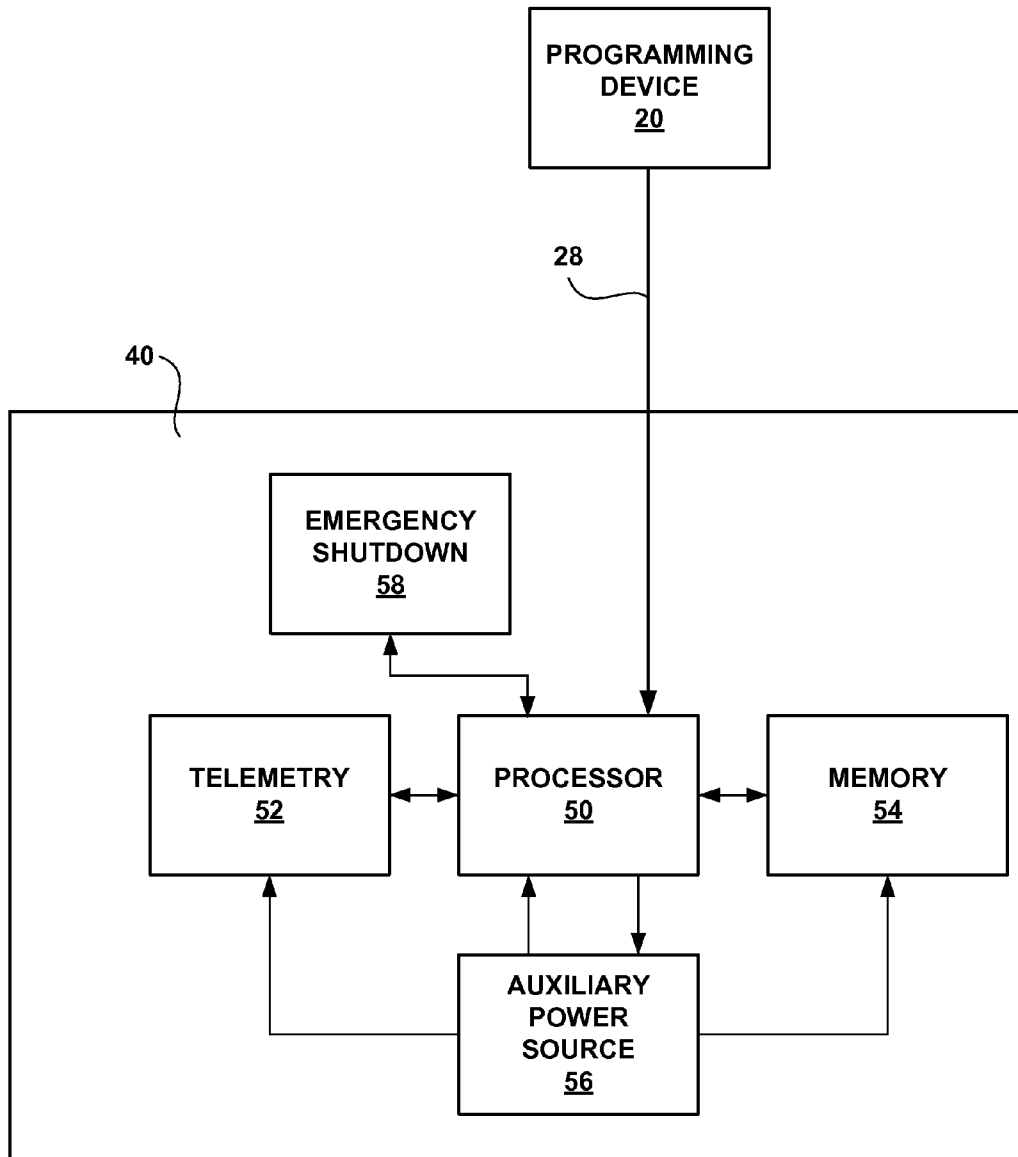 PROGRAMMING
DEVICE
20
28
40
EMERGENCY
SHUTDOWN
58
TELEMETRY
52
PROCESSOR
50
MEMORY
54
AUXILIARY
POWER
SOURCE
56